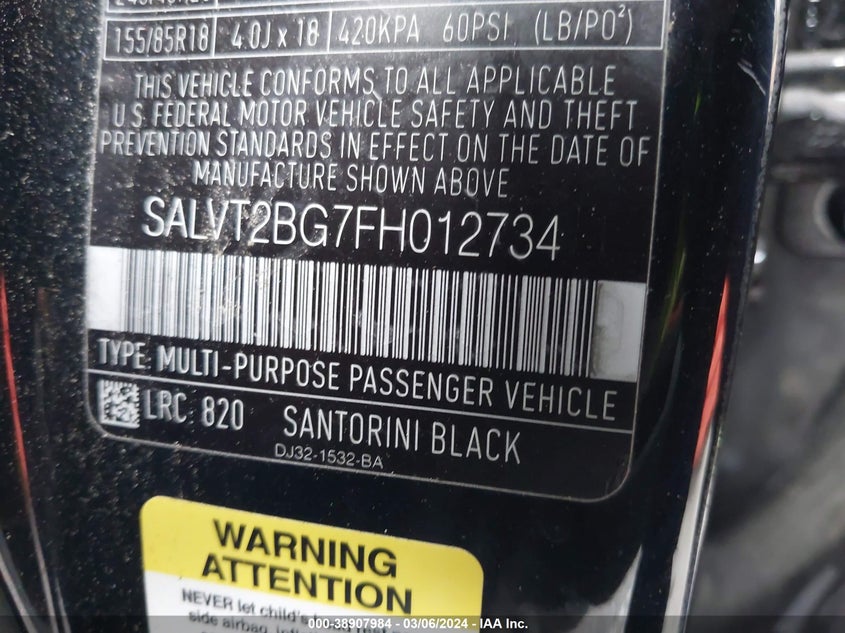 155/85R18 4.0J x 18 420KPA 60PSI (LB/PO²)
THIS VEHICLE CONFORMS TO ALL APPLICABLE
U.S. FEDERAL MOTOR VEHICLE SAFETY AND THEFT
PREVENTION STANDARDS IN EFFECT ON THE DATE OF
MANUFACTURE SHOWN ABOVE
SALVT2BG7FH012734
TYPE: MULTI-PURPOSE PASSENGER VEHICLE
LRC 820 SANTORINI BLACK
DJ32-1532-BA
WARNING
ATTENTION
NEVER let child's head rest
side airbag
000-38907984 - 03/06/2024 - IAA Inc.